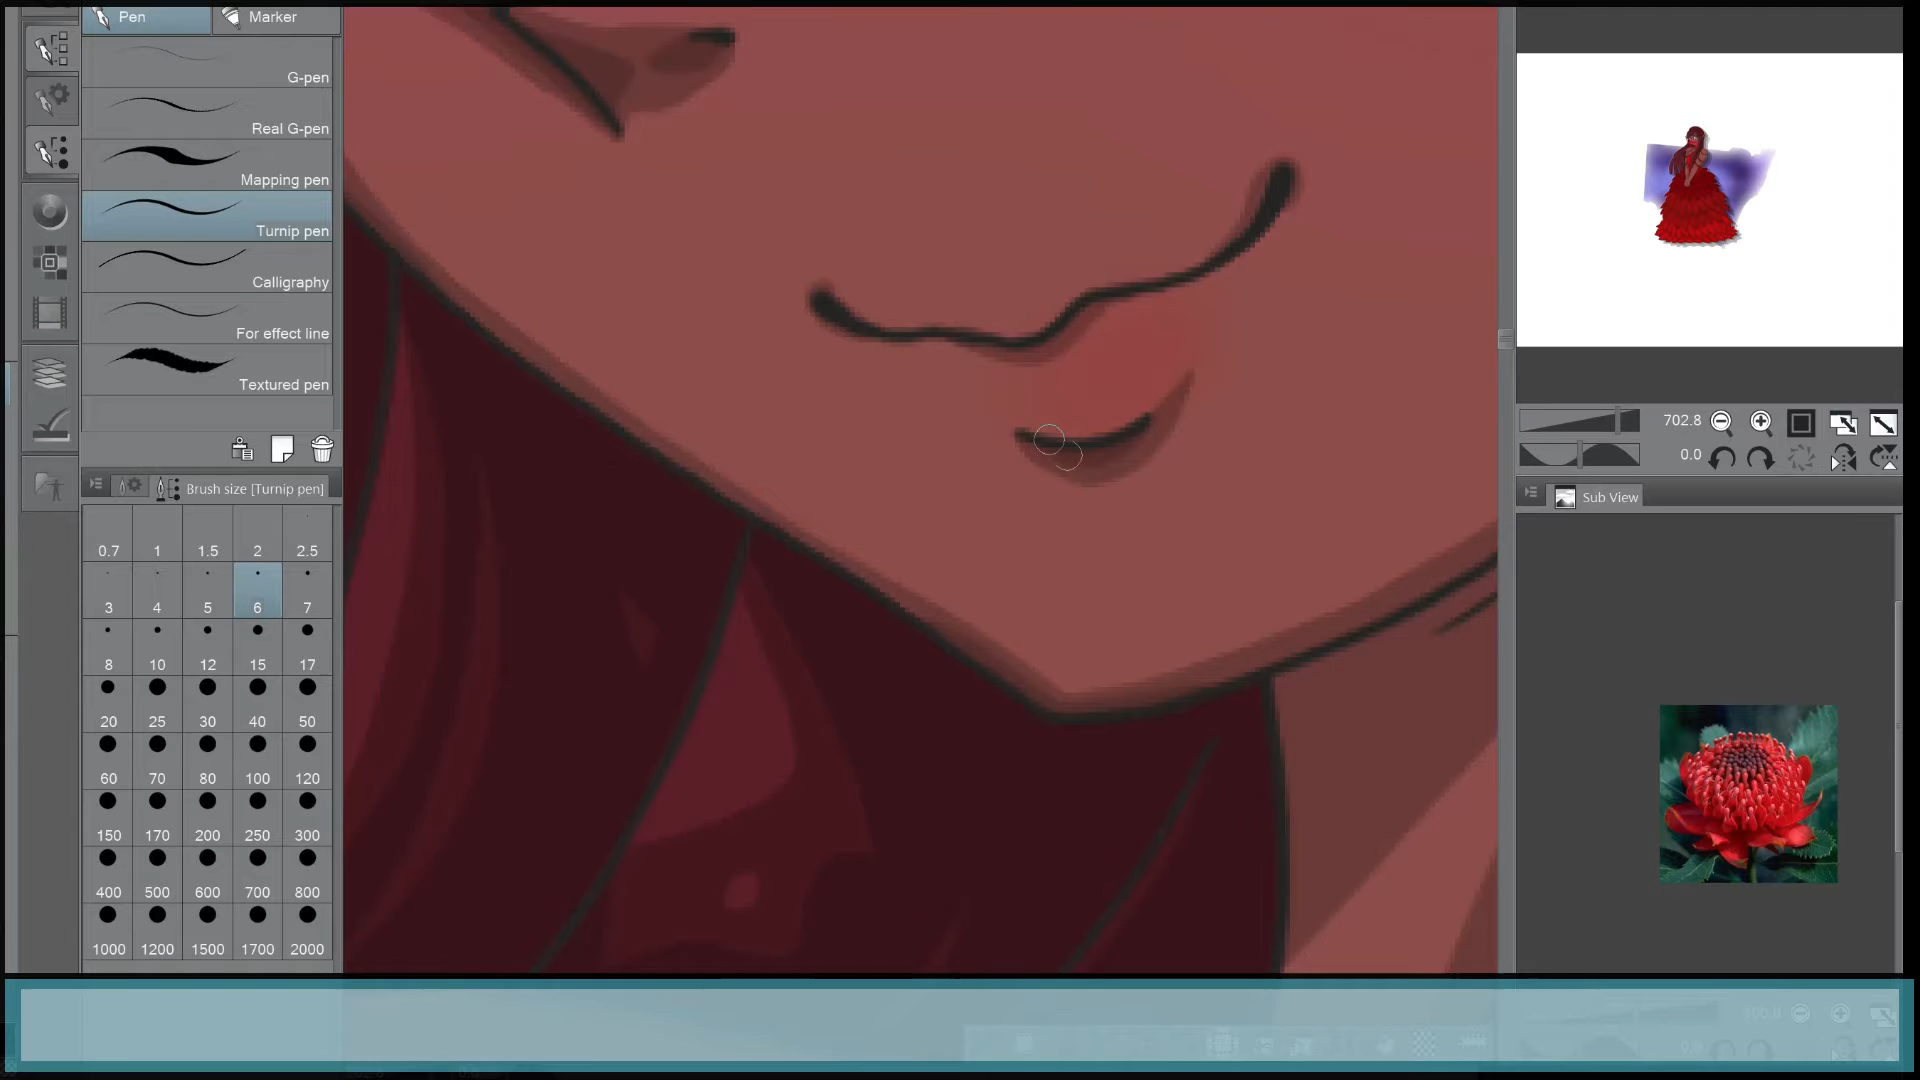 Pen Marker
G-pen
Real G-pen
Mapping pen
Turnip pen
Calligraphy
For effect line
Textured pen
Brush size [Turnip pen]
0.7 1 1.5 2 2.5
3 4 5 6 7
8 10 12 15 17
20 25 30 40 50
60 70 80 100 120
150 170 200 250 300
400 500 600 700 800
1000 1200 1500 1700 2000
702.8
0.0
Sub View